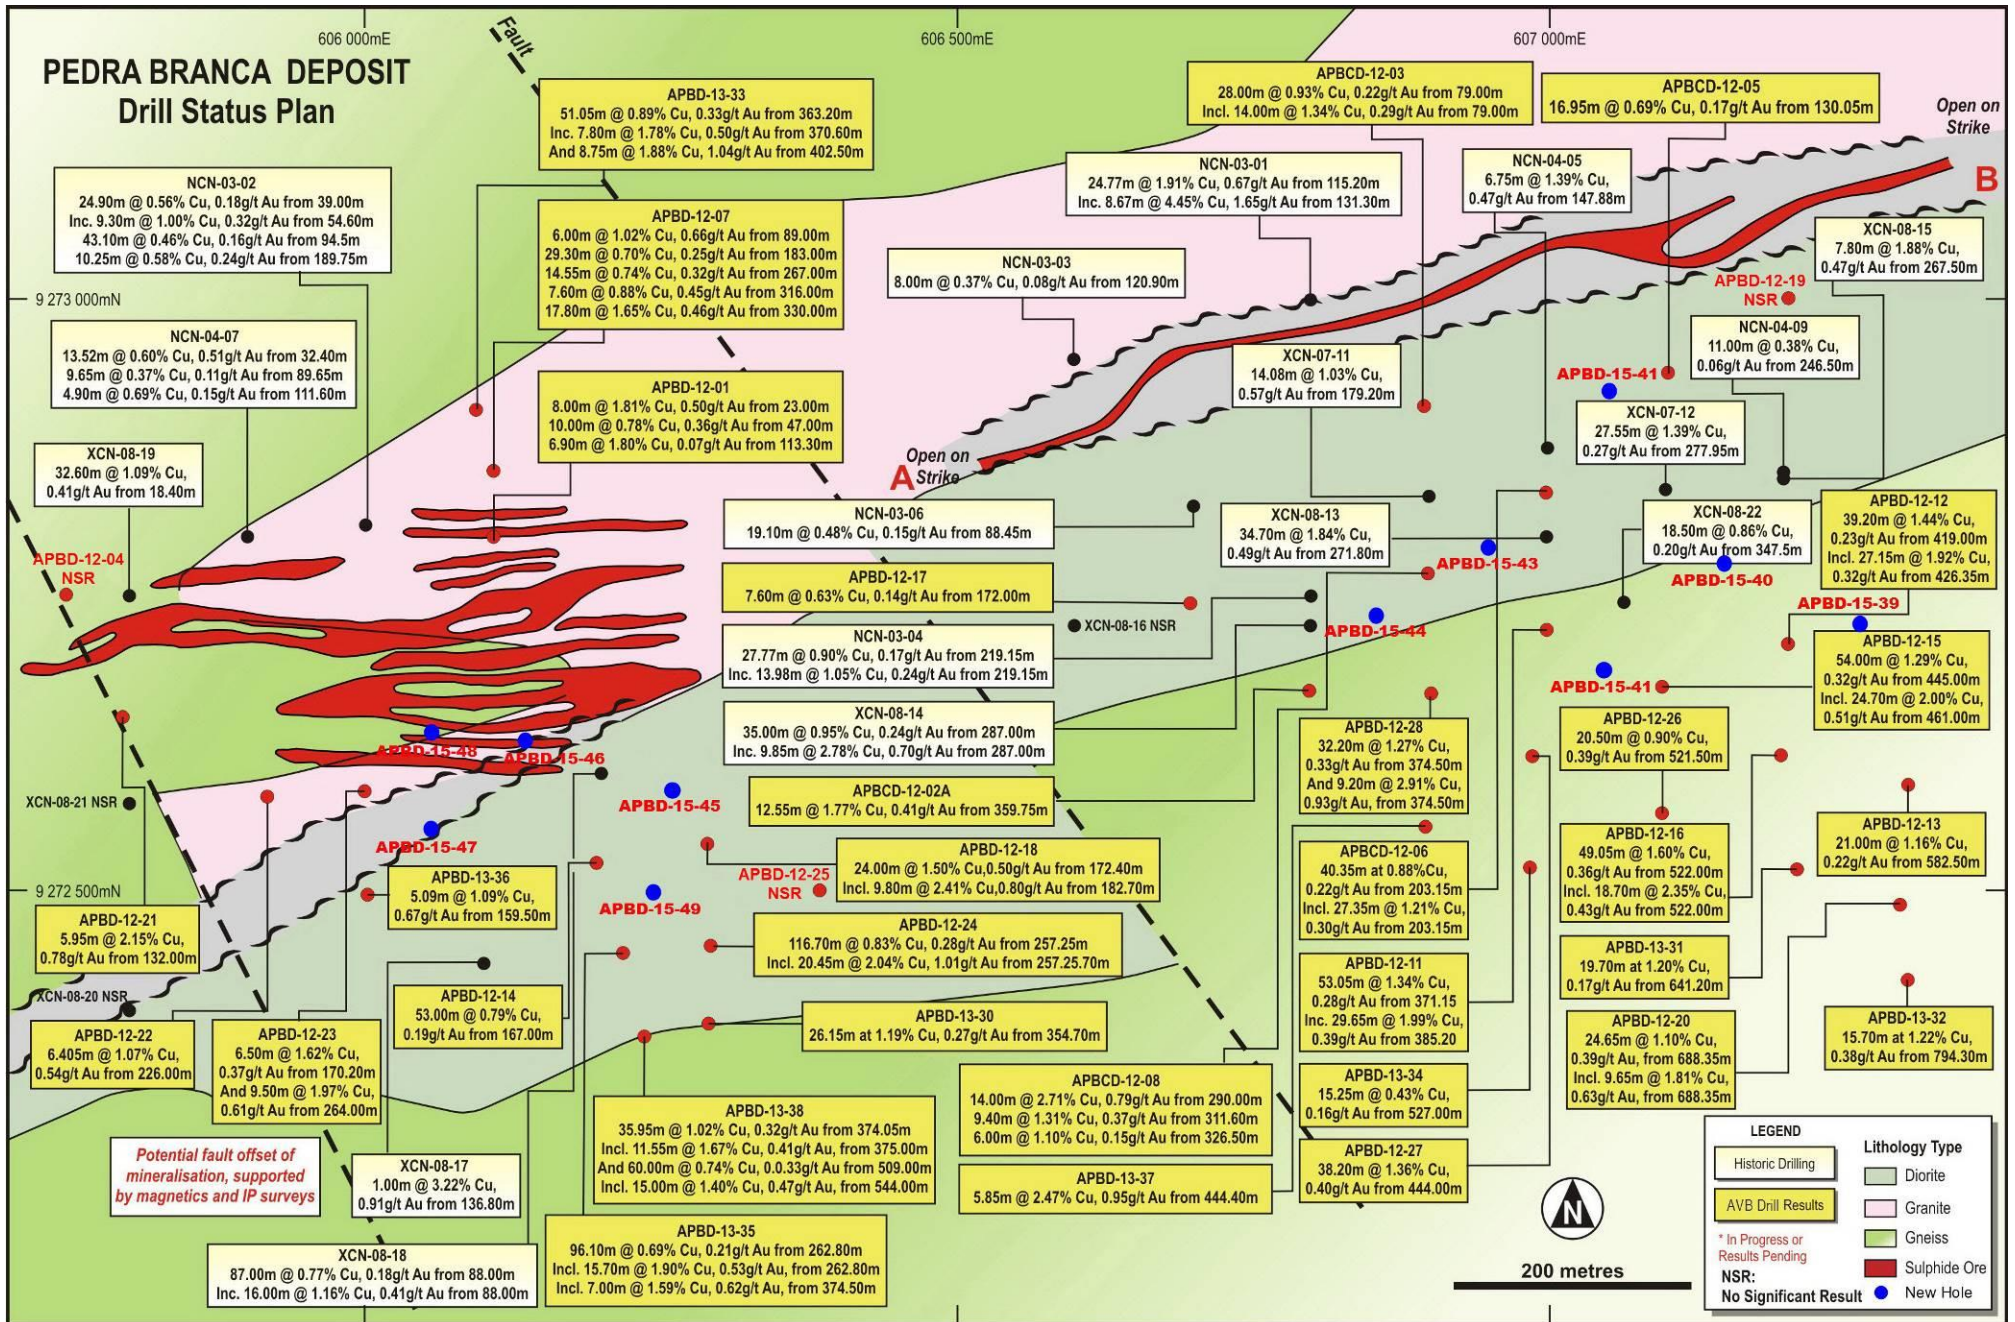 606 000mE
606 500mE
607 000mE
PEDRA BRANCA DEPOSIT
Drill Status Plan
Fault
APBD-13-33
51.05m @ 0.89% Cu, 0.33g/t Au from 363.20m
Inc. 7.80m @ 1.78% Cu, 0.50g/t Au from 370.60m
And 8.75m @ 1.88% Cu, 1.04g/t Au from 402.50m
APBCD-12-03
28.00m @ 0.93% Cu, 0.22g/t Au from 79.00m
Incl. 14.00m @ 1.34% Cu, 0.29g/t Au from 79.00m
APBCD-12-05
16.95m @ 0.69% Cu, 0.17g/t Au from 130.05m
Open on
Strike
B
NCN-03-02
24.90m @ 0.56% Cu, 0.18g/t Au from 39.00m
Inc. 9.30m @ 1.00% Cu, 0.32g/t Au from 54.60m
43.10m @ 0.46% Cu, 0.16g/t Au from 94.5m
10.25m @ 0.58% Cu, 0.24g/t Au from 189.75m
APBD-12-07
6.00m @ 1.02% Cu, 0.66g/t Au from 89.00m
29.30m @ 0.70% Cu, 0.25g/t Au from 183.00m
14.55m @ 0.74% Cu, 0.32g/t Au from 267.00m
7.60m @ 0.88% Cu, 0.45g/t Au from 316.00m
17.80m @ 1.65% Cu, 0.46g/t Au from 330.00m
NCN-03-01
24.77m @ 1.91% Cu, 0.67g/t Au from 115.20m
Inc. 8.67m @ 4.45% Cu, 1.65g/t Au from 131.30m
NCN-04-05
6.75m @ 1.39% Cu,
0.47g/t Au from 147.88m
XCN-08-15
7.80m @ 1.88% Cu,
0.47g/t Au from 267.50m
NCN-03-03
8.00m @ 0.37% Cu, 0.08g/t Au from 120.90m
APBD-12-19
NSR
9 273 000mN
NCN-04-07
13.52m @ 0.60% Cu, 0.51g/t Au from 32.40m
9.65m @ 0.37% Cu, 0.11g/t Au from 89.65m
4.90m @ 0.69% Cu, 0.15g/t Au from 111.60m
NCN-04-09
11.00m @ 0.38% Cu,
0.06g/t Au from 246.50m
XCN-07-11
14.08m @ 1.03% Cu,
0.57g/t Au from 179.20m
APBD-15-41
APBD-12-01
8.00m @ 1.81% Cu, 0.50g/t Au from 23.00m
10.00m @ 0.78% Cu, 0.36g/t Au from 47.00m
6.90m @ 1.80% Cu, 0.07g/t Au from 113.30m
XCN-07-12
27.55m @ 1.39% Cu,
0.27g/t Au from 277.95m
XCN-08-19
32.60m @ 1.09% Cu,
0.41g/t Au from 18.40m
Open on
A Strike
NCN-03-06
19.10m @ 0.48% Cu, 0.15g/t Au from 88.45m
XCN-08-13
34.70m @ 1.84% Cu,
0.49g/t Au from 271.80m
XCN-08-22
18.50m @ 0.86% Cu,
0.20g/t Au from 347.5m
APBD-12-12
39.20m @ 1.44% Cu,
0.23g/t Au from 419.00m
Incl. 27.15m @ 1.92% Cu,
0.32g/t Au from 426.35m
APBD-12-04
NSR
APBD-15-43
APBD-15-40
APBD-12-17
7.60m @ 0.63% Cu, 0.14g/t Au from 172.00m
APBD-15-39
XCN-08-16 NSR
APBD-15-44
NCN-03-04
27.77m @ 0.90% Cu, 0.17g/t Au from 219.15m
Inc. 13.98m @ 1.05% Cu, 0.24g/t Au from 219.15m
APBD-12-15
54.00m @ 1.29% Cu,
0.32g/t Au from 445.00m
Incl. 24.70m @ 2.00% Cu,
0.51g/t Au from 461.00m
APBD-15-41
XCN-08-14
35.00m @ 0.95% Cu, 0.24g/t Au from 287.00m
Inc. 9.85m @ 2.78% Cu, 0.70g/t Au from 287.00m
APBD-12-28
32.20m @ 1.27% Cu,
0.33g/t Au from 374.50m
And 9.20m @ 2.91% Cu,
0.93g/t Au, from 374.50m
APBD-12-26
20.50m @ 0.90% Cu,
0.39g/t Au from 521.50m
APBD-15-48
APBD-15-46
APBD-15-45
APBCD-12-02A
12.55m @ 1.77% Cu, 0.41g/t Au from 359.75m
XCN-08-21 NSR
APBD-15-47
APBD-12-18
24.00m @ 1.50% Cu,0.50g/t Au from 172.40m
Incl. 9.80m @ 2.41% Cu,0.80g/t Au from 182.70m
APBCD-12-06
40.35m at 0.88%Cu,
0.22g/t Au from 203.15m
Incl. 27.35m @ 1.21% Cu,
0.30g/t Au from 203.15m
APBD-12-16
49.05m @ 1.60% Cu,
0.36g/t Au from 522.00m
Incl. 18.70m @ 2.35% Cu,
0.43g/t Au from 522.00m
APBD-12-13
21.00m @ 1.16% Cu,
0.22g/t Au from 582.50m
9 272 500mN
APBD-13-36
5.09m @ 1.09% Cu,
0.67g/t Au from 159.50m
APBD-12-25
NSR
APBD-15-49
APBD-12-21
5.95m @ 2.15% Cu,
0.78g/t Au from 132.00m
APBD-12-24
116.70m @ 0.83% Cu, 0.28g/t Au from 257.25m
Incl. 20.45m @ 2.04% Cu, 1.01g/t Au from 257.25.70m
APBD-13-31
19.70m at 1.20% Cu,
0.17g/t Au from 641.20m
APBD-12-11
53.05m @ 1.34% Cu,
0.28g/t Au from 371.15
Inc. 29.65m @ 1.99% Cu,
0.39g/t Au from 385.20
XCN-08-20 NSR
APBD-12-14
53.00m @ 0.79% Cu,
0.19g/t Au from 167.00m
APBD-13-30
26.15m at 1.19% Cu, 0.27g/t Au from 354.70m
APBD-12-20
24.65m @ 1.10% Cu,
0.39g/t Au, from 688.35m
Incl. 9.65m @ 1.81% Cu,
0.63g/t Au, from 688.35m
APBD-13-32
15.70m at 1.22% Cu,
0.38g/t Au from 794.30m
APBD-12-22
6.405m @ 1.07% Cu,
0.54g/t Au from 226.00m
APBD-12-23
6.50m @ 1.62% Cu,
0.37g/t Au from 170.20m
And 9.50m @ 1.97% Cu,
0.61g/t Au from 264.00m
APBCD-12-08
14.00m @ 2.71% Cu, 0.79g/t Au from 290.00m
9.40m @ 1.31% Cu, 0.37g/t Au from 311.60m
6.00m @ 1.10% Cu, 0.15g/t Au from 326.50m
APBD-13-34
15.25m @ 0.43% Cu,
0.16g/t Au from 527.00m
APBD-13-38
35.95m @ 1.02% Cu, 0.32g/t Au from 374.05m
Incl. 11.55m @ 1.67% Cu, 0.41g/t Au, from 375.00m
And 60.00m @ 0.74% Cu, 0.0.33g/t Au from 509.00m
Incl. 15.00m @ 1.40% Cu, 0.47g/t Au, from 544.00m
Potential fault offset of
mineralisation, supported
by magnetics and IP surveys
XCN-08-17
1.00m @ 3.22% Cu,
0.91g/t Au from 136.80m
APBD-13-37
5.85m @ 2.47% Cu, 0.95g/t Au from 444.40m
APBD-12-27
38.20m @ 1.36% Cu,
0.40g/t Au from 444.00m
XCN-08-18
87.00m @ 0.77% Cu, 0.18g/t Au from 88.00m
Inc. 16.00m @ 1.16% Cu, 0.41g/t Au from 88.00m
APBD-13-35
96.10m @ 0.69% Cu, 0.21g/t Au from 262.80m
Incl. 15.70m @ 1.90% Cu, 0.53g/t Au, from 262.80m
Incl. 7.00m @ 1.59% Cu, 0.62g/t Au, from 374.50m
N
200 metres
LEGEND
Historic Drilling
AVB Drill Results
* In Progress or
Results Pending
NSR:
No Significant Result
Lithology Type
Diorite
Granite
Gneiss
Sulphide Ore
New Hole